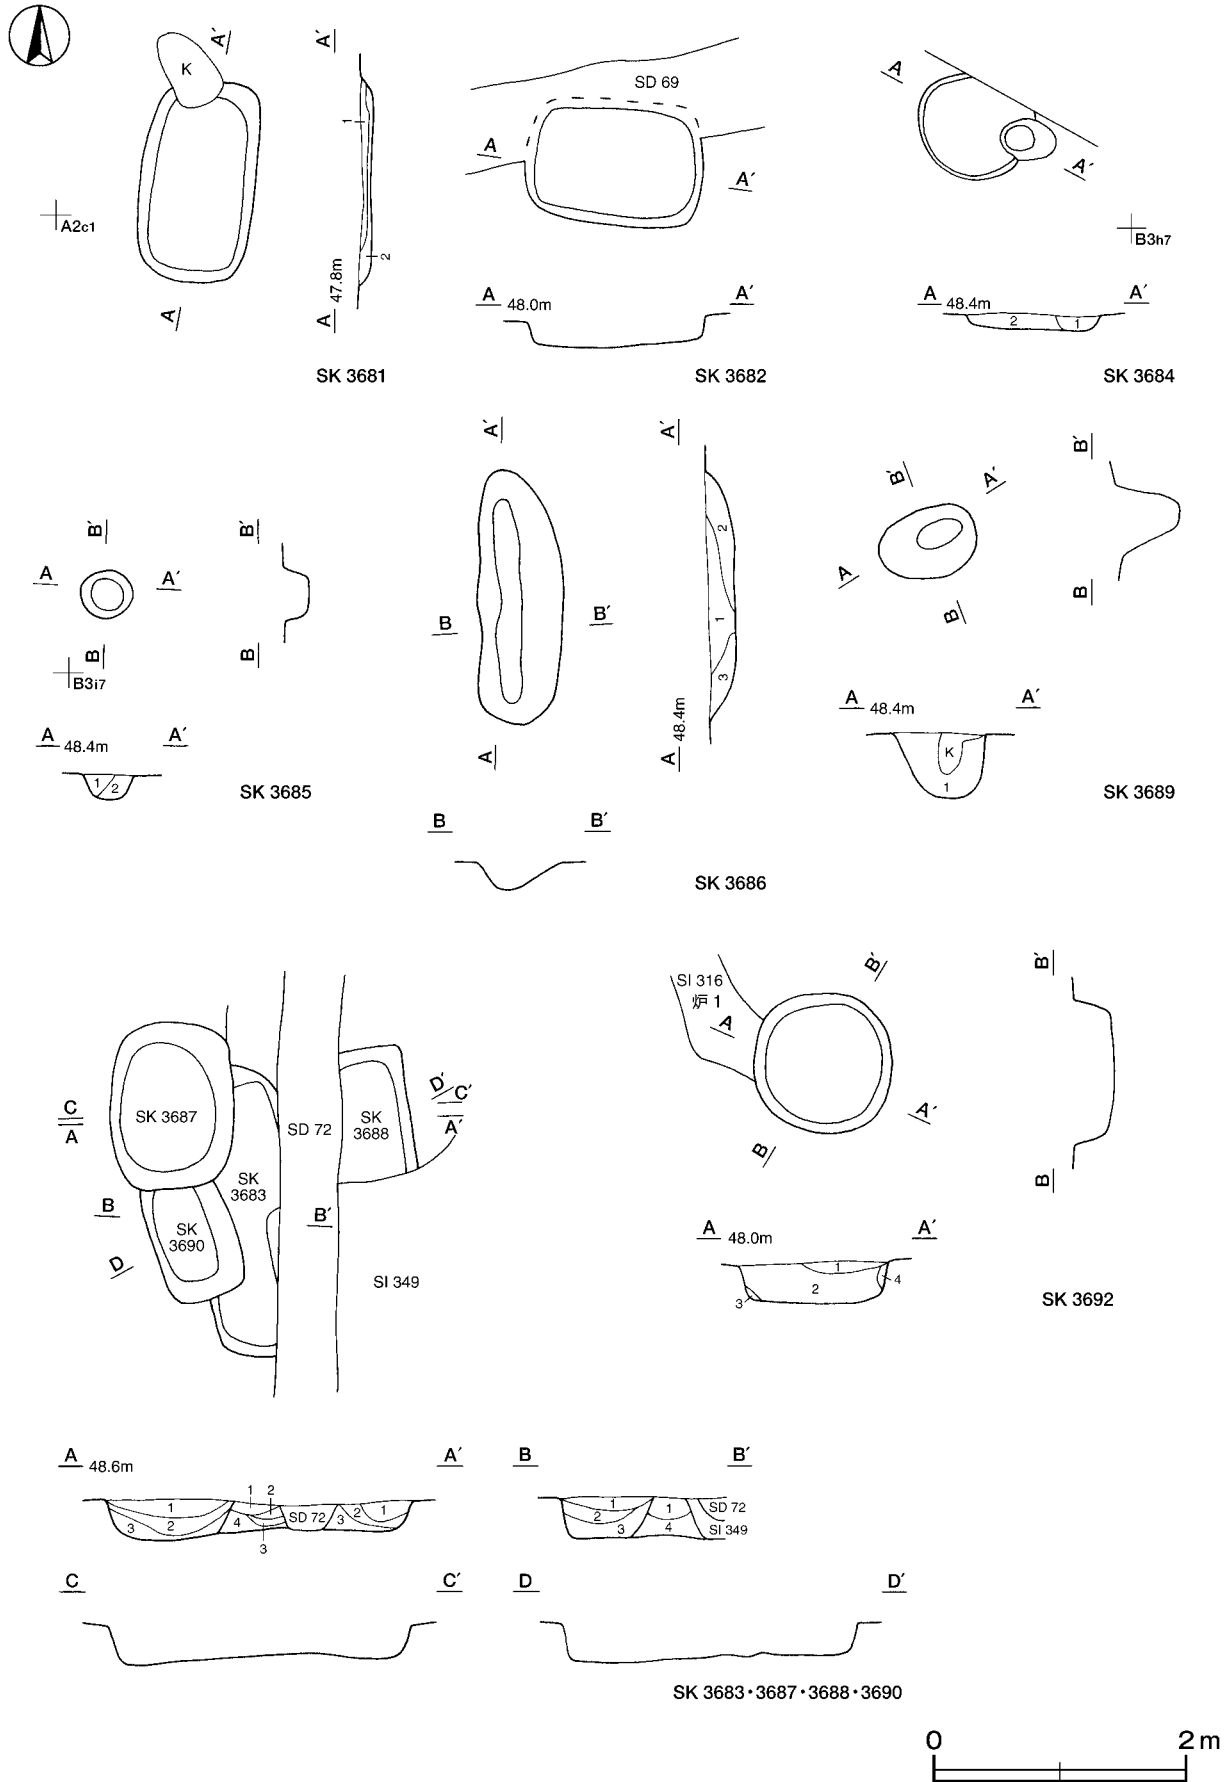 K
A′
A′
1
2
A2c1
A
A 47.8m
SK 3681
SD 69
A
A′
A 48.0m
A′
SK 3682
A
A′
B3h7
A 48.4m
A′
2
1
SK 3684
B′
B′
A
A′
B
B
B3i7
A 48.4m
A′
1
2
SK 3685
A′
A′
2
1
3
B
B′
A
A 48.4m
B
B′
SK 3686
B′
A′
B′
A
B
B
A 48.4m
A′
K
1
SK 3689
SK 3687
SD 72
SK
3688
SK
3683
SK
3690
SI 349
C
A
D′
C′
A′
B
B′
D
SI 316
炉 1
A
B′
B′
A′
B
B
A 48.0m
A′
1
2
3
4
SK 3692
A 48.6m
A′
1
2
1
3
2
4
SD 72
3
2
1
3
B
B′
1
2
3
1
4
SD 72
SI 349
C
C′
D
D′
SK 3683・3687・3688・3690
0
2 m